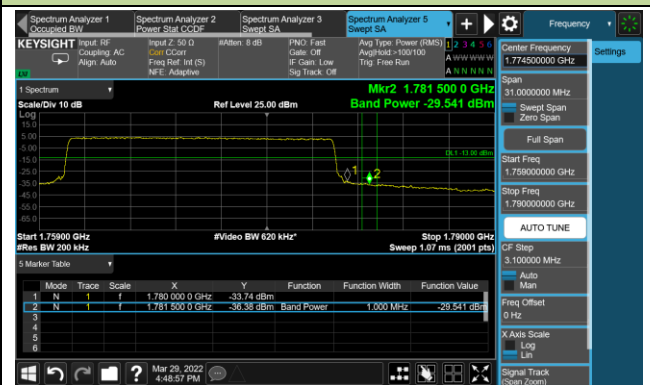 Spectrum Analyzer 1
Occupied BW
Spectrum Analyzer 2
Power Stat CCDF
Spectrum Analyzer 3
Swept SA
Spectrum Analyzer 5
Swept SA
Frequency
KEYSIGHT
Input: RF
Coupling: AC
Align: Auto
Input Z: 50 Ω
Corr CCorr
Freq Ref: Int (S)
NFE: Adaptive
#Atten: 8 dB
PNO: Fast
Gate: Off
IF Gain: Low
Sig Track: Off
Avg Type: Power (RMS)
Avg|Hold:>100/100
Trig: Free Run
1 2 3 4 5 6
A W W W W W
A N N N N N
Center Frequency
1.774500000 GHz
Settings
Span
31.0000000 MHz
Swept Span
Zero Span
Full Span
Start Freq
1.759000000 GHz
Stop Freq
1.790000000 GHz
AUTO TUNE
CF Step
3.100000 MHz
Auto
Man
Freq Offset
0 Hz
X Axis Scale
Log
Lin
Signal Track
(Span Zoom)
1 Spectrum
Scale/Div 10 dB
Ref Level 25.00 dBm
Mkr2 1.781 500 0 GHz
Band Power -29.541 dBm
Log
15.0
5.00
-5.00
-15.0
-25.0
-35.0
-45.0
-55.0
-65.0
DL1 -13.00 dBm
1
2
Start 1.75900 GHz
#Res BW 200 kHz
#Video BW 620 kHz*
Stop 1.79000 GHz
Sweep 1.07 ms (2001 pts)
5 Marker Table
Mode Trace Scale X Y Function Function Width Function Value
1 N 1 f 1.780 000 0 GHz -33.74 dBm
2 N 1 f 1.781 500 0 GHz -36.38 dBm Band Power 1.000 MHz -29.541 dBm
3
4
5
6
?
Mar 29, 2022
4:48:57 PM